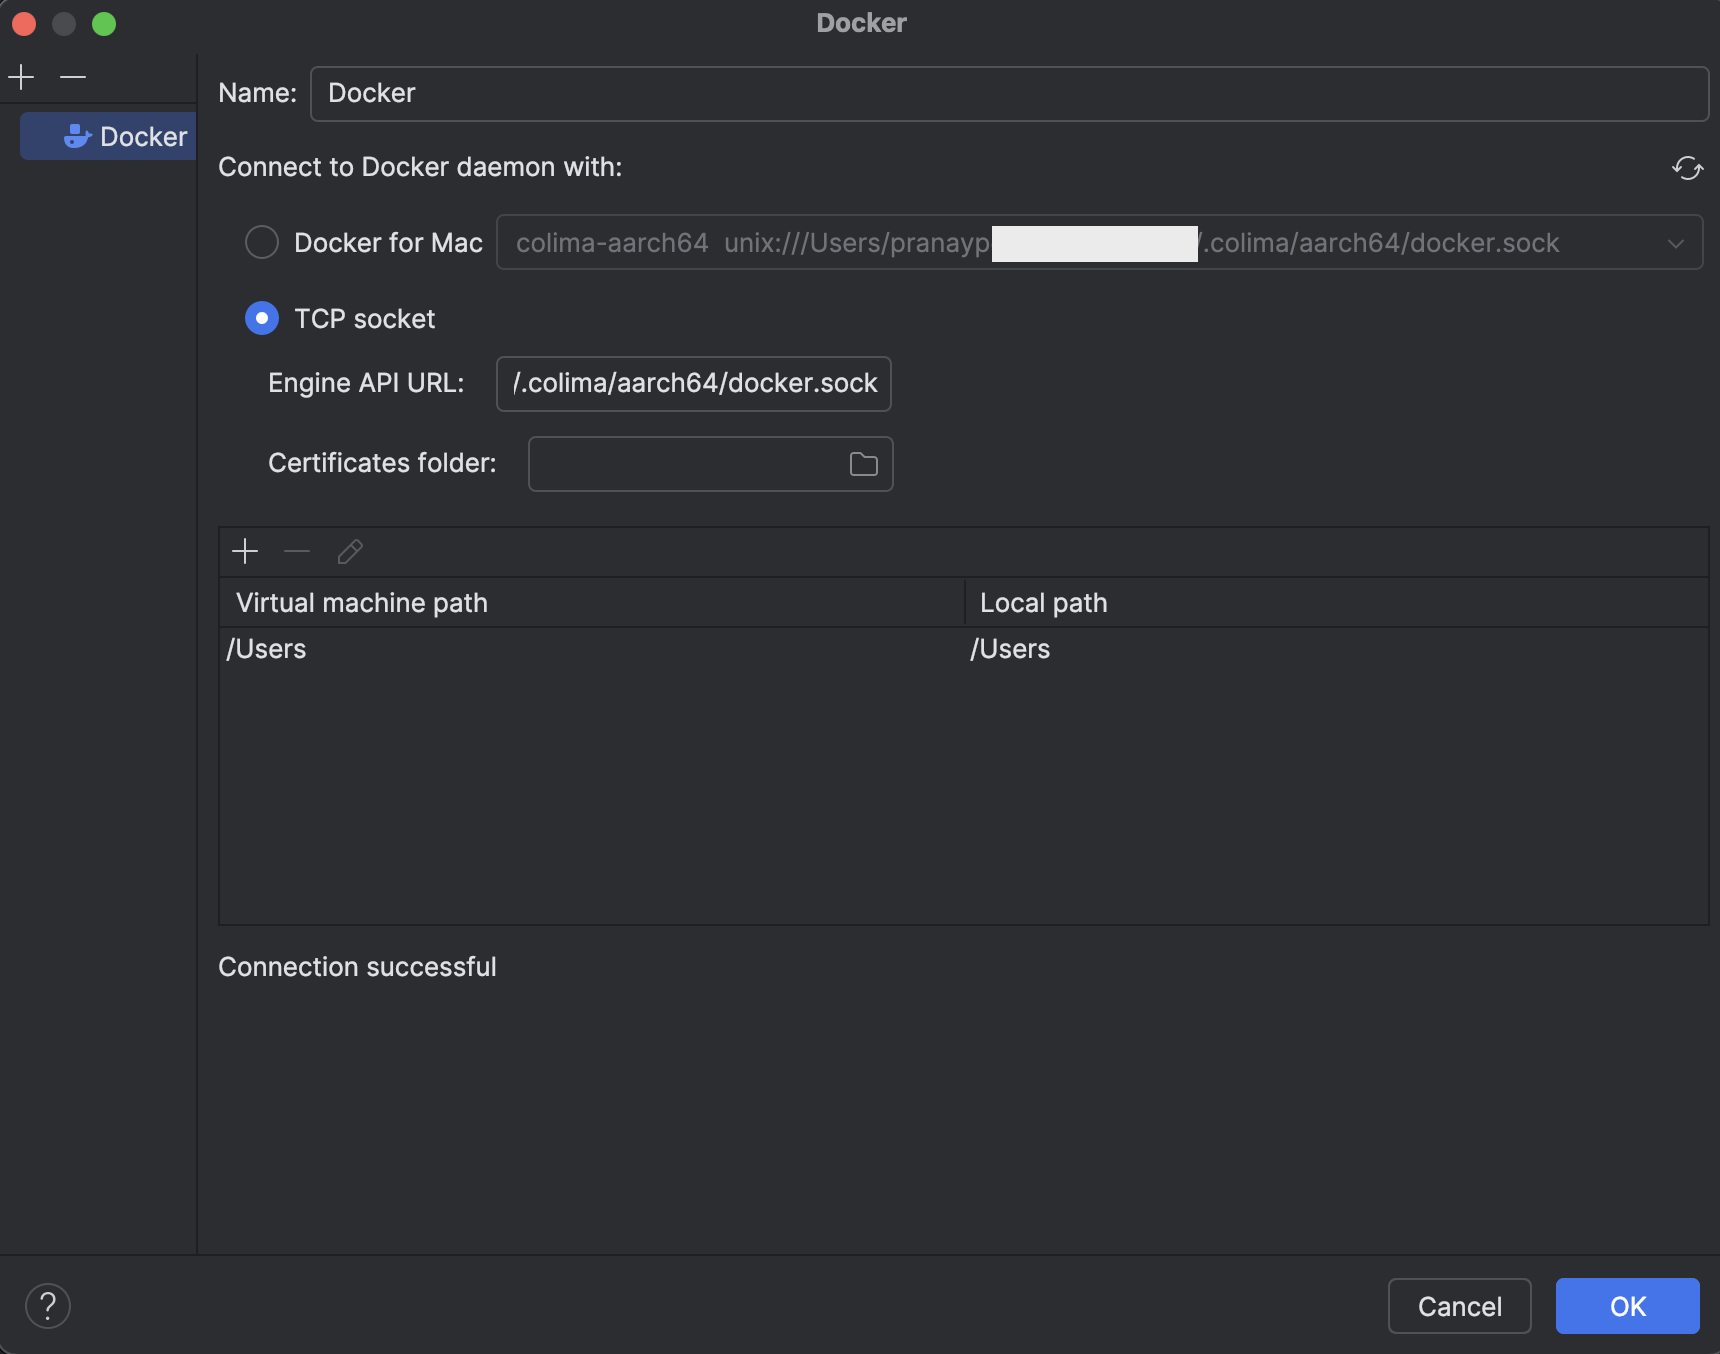 Docker
Docker
Name: Docker
Connect to Docker daemon with:
Docker for Mac colima-aarch64 unix:///Users/pranayp /.colima/aarch64/docker.sock
TCP socket
Engine API URL: /.colima/aarch64/docker.sock
Certificates folder:
Virtual machine path Local path
/Users /Users
Connection successful
? Cancel OK